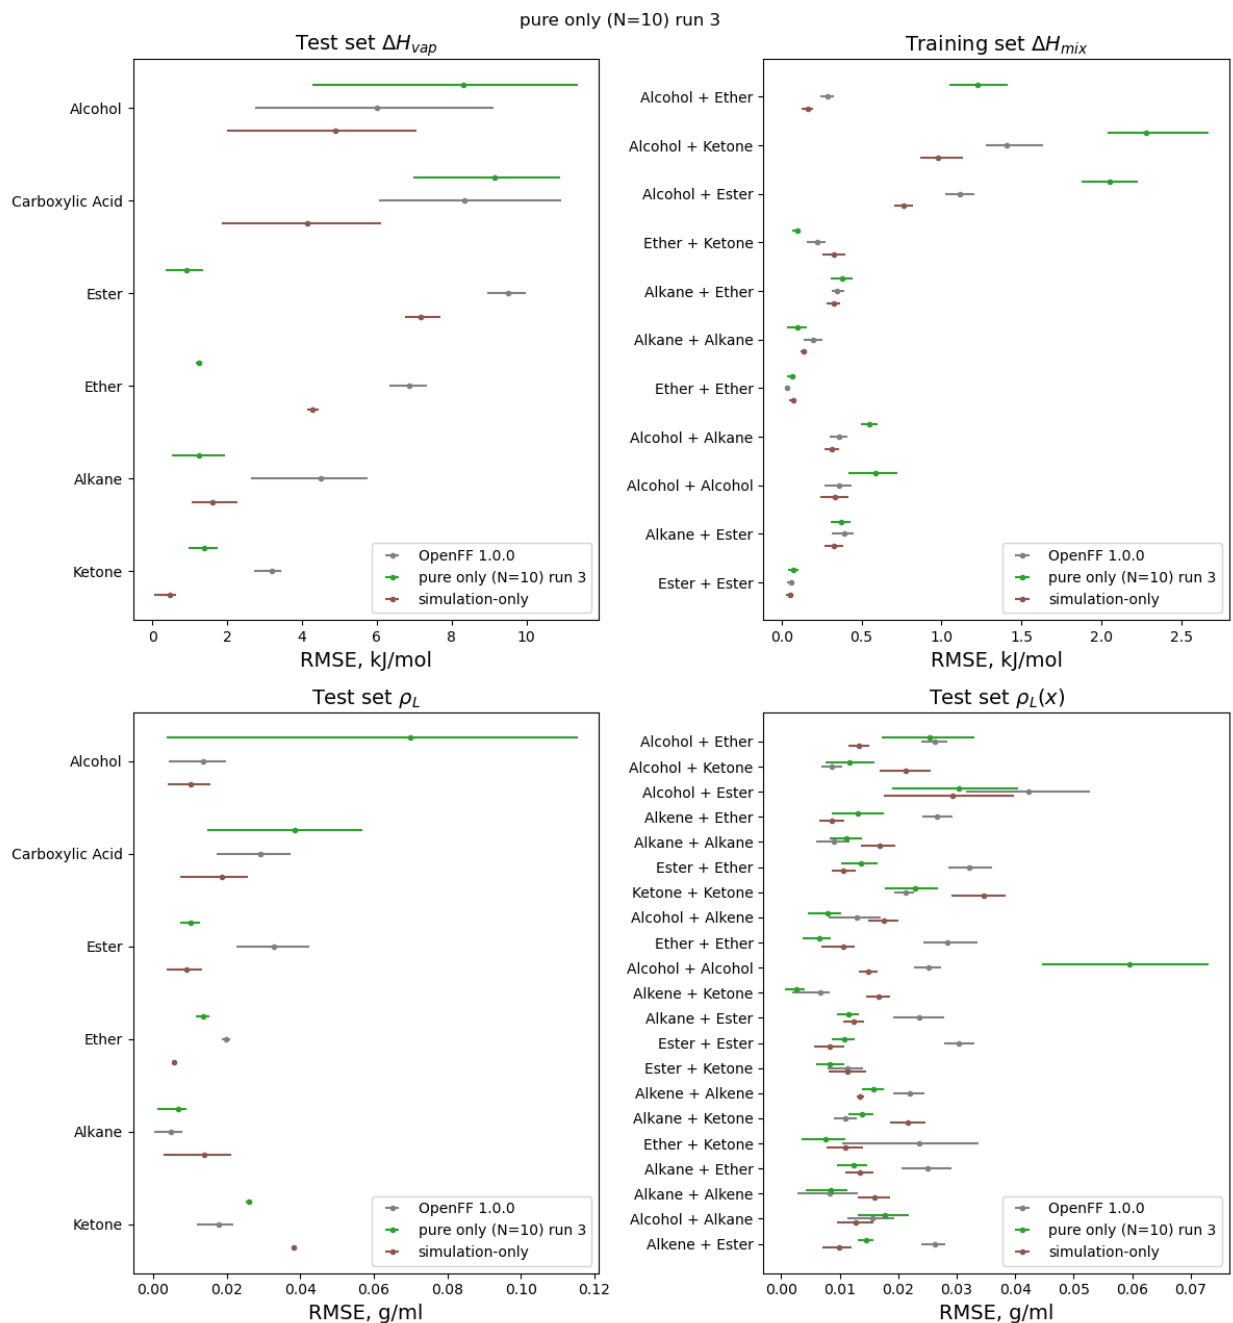 pure only (N=10) run 3
Test set ΔH_vap
Alcohol
Carboxylic Acid
Ester
Ether
Alkane
Ketone
OpenFF 1.0.0
pure only (N=10) run 3
simulation-only
0 2 4 6 8 10
RMSE, kJ/mol
Training set ΔH_mix
Alcohol + Ether
Alcohol + Ketone
Alcohol + Ester
Ether + Ketone
Alkane + Ether
Alkane + Alkane
Ether + Ether
Alcohol + Alkane
Alcohol + Alcohol
Alkane + Ester
Ester + Ester
OpenFF 1.0.0
pure only (N=10) run 3
simulation-only
0.0 0.5 1.0 1.5 2.0 2.5
RMSE, kJ/mol
Test set ρ_L
Alcohol
Carboxylic Acid
Ester
Ether
Alkane
Ketone
OpenFF 1.0.0
pure only (N=10) run 3
simulation-only
0.00 0.02 0.04 0.06 0.08 0.10 0.12
RMSE, g/ml
Test set ρ_L(x)
Alcohol + Ether
Alcohol + Ketone
Alcohol + Ester
Alkene + Ether
Alkane + Alkane
Ester + Ether
Ketone + Ketone
Alcohol + Alkene
Ether + Ether
Alcohol + Alcohol
Alkene + Ketone
Alkane + Ester
Ester + Ester
Ester + Ketone
Alkene + Alkene
Alkane + Ketone
Ether + Ketone
Alkane + Ether
Alkane + Alkene
Alcohol + Alkane
Alkene + Ester
OpenFF 1.0.0
pure only (N=10) run 3
simulation-only
0.00 0.01 0.02 0.03 0.04 0.05 0.06 0.07
RMSE, g/ml